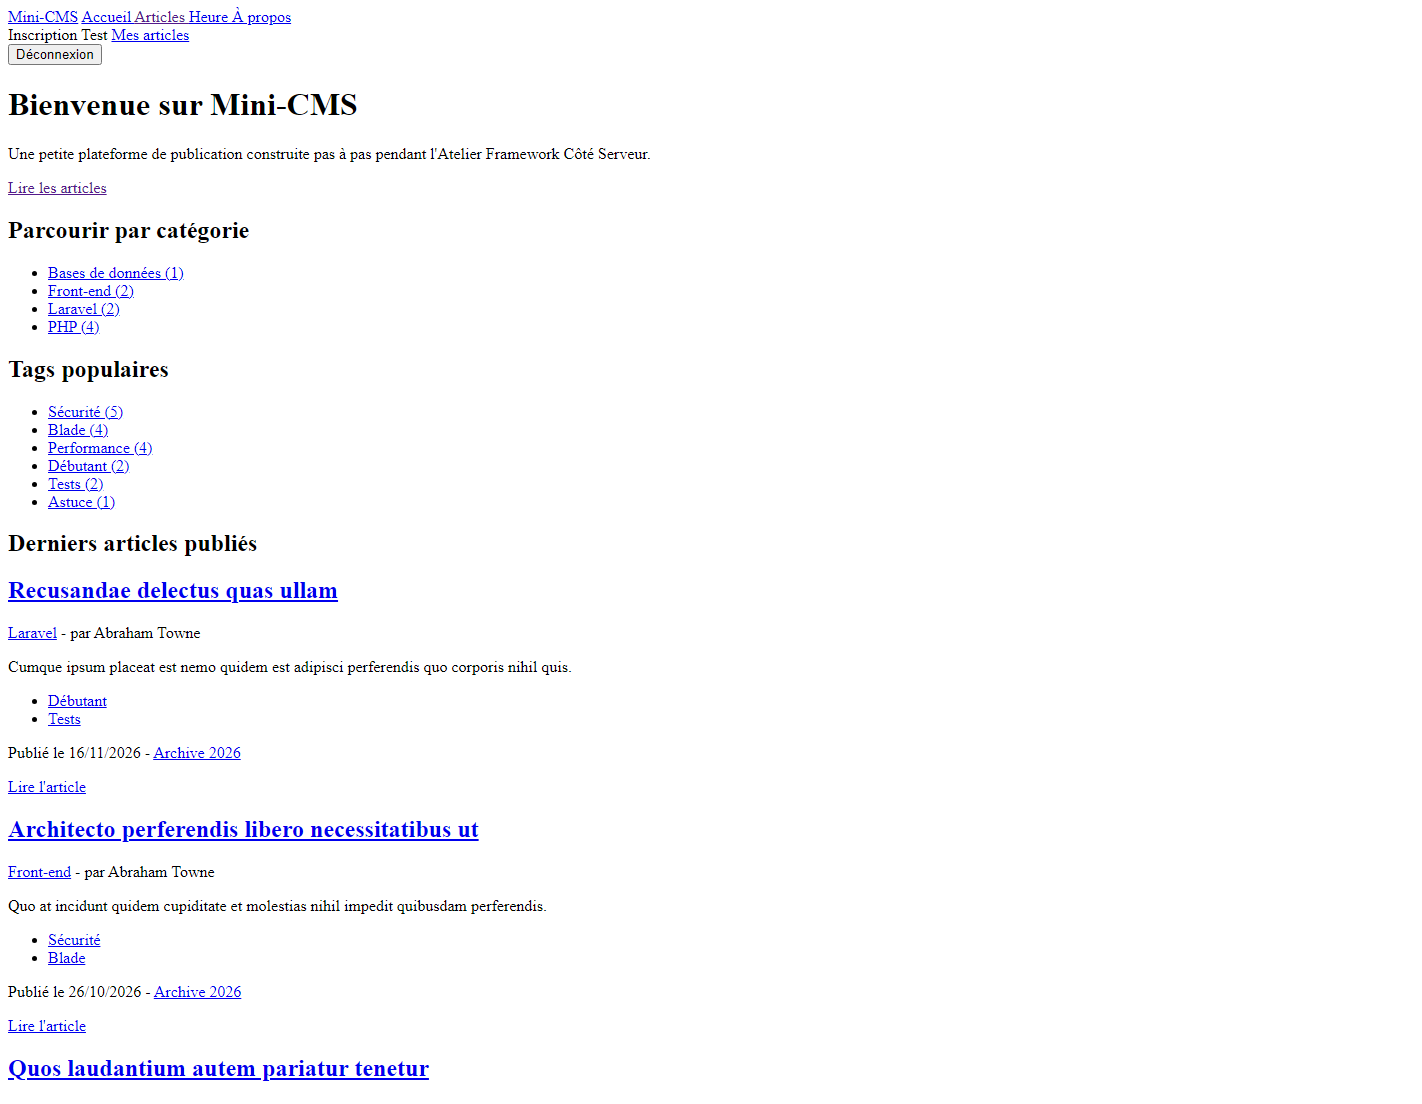 Mini-CMS Accueil Articles Heure À propos
Inscription Test Mes articles
Déconnexion
Bienvenue sur Mini-CMS
Une petite plateforme de publication construite pas à pas pendant l'Atelier Framework Côté Serveur.
Lire les articles
Parcourir par catégorie
Bases de données (1)
Front-end (2)
Laravel (2)
PHP (4)
Tags populaires
Sécurité (5)
Blade (4)
Performance (4)
Débutant (2)
Tests (2)
Astuce (1)
Derniers articles publiés
Recusandae delectus quas ullam
Laravel - par Abraham Towne
Cumque ipsum placeat est nemo quidem est adipisci perferendis quo corporis nihil quis.
Débutant
Tests
Publié le 16/11/2026 - Archive 2026
Lire l'article
Architecto perferendis libero necessitatibus ut
Front-end - par Abraham Towne
Quo at incidunt quidem cupiditate et molestias nihil impedit quibusdam perferendis.
Sécurité
Blade
Publié le 26/10/2026 - Archive 2026
Lire l'article
Quos laudantium autem pariatur tenetur